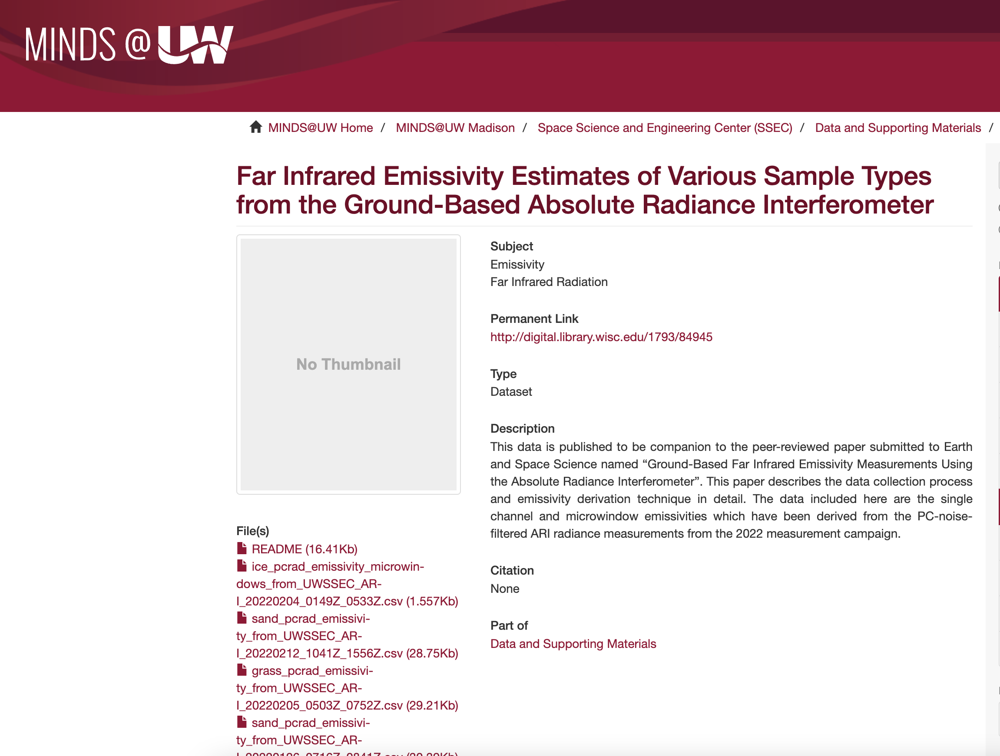 MINDS @ UW
MINDS@UW Home / MINDS@UW Madison / Space Science and Engineering Center (SSEC) / Data and Supporting Materials /
Far Infrared Emissivity Estimates of Various Sample Types
from the Ground-Based Absolute Radiance Interferometer
No Thumbnail
File(s)
README (16.41Kb)
ice_pcrad_emissivity_microwin-
dows_from_UWSSEC_AR-
I_20220204_0149Z_0533Z.csv (1.557Kb)
sand_pcrad_emissivi-
ty_from_UWSSEC_AR-
I_20220212_1041Z_1556Z.csv (28.75Kb)
grass_pcrad_emissivi-
ty_from_UWSSEC_AR-
I_20220205_0503Z_0752Z.csv (29.21Kb)
sand_pcrad_emissivi-
ty_from_UWSSEC_AR-
Subject
Emissivity
Far Infrared Radiation
Permanent Link
http://digital.library.wisc.edu/1793/84945
Type
Dataset
Description
This data is published to be companion to the peer-reviewed paper submitted to Earth
and Space Science named “Ground-Based Far Infrared Emissivity Measurements Using
the Absolute Radiance Interferometer”. This paper describes the data collection process
and emissivity derivation technique in detail. The data included here are the single
channel and microwindow emissivities which have been derived from the PC-noise-
filtered ARI radiance measurements from the 2022 measurement campaign.
Citation
None
Part of
Data and Supporting Materials